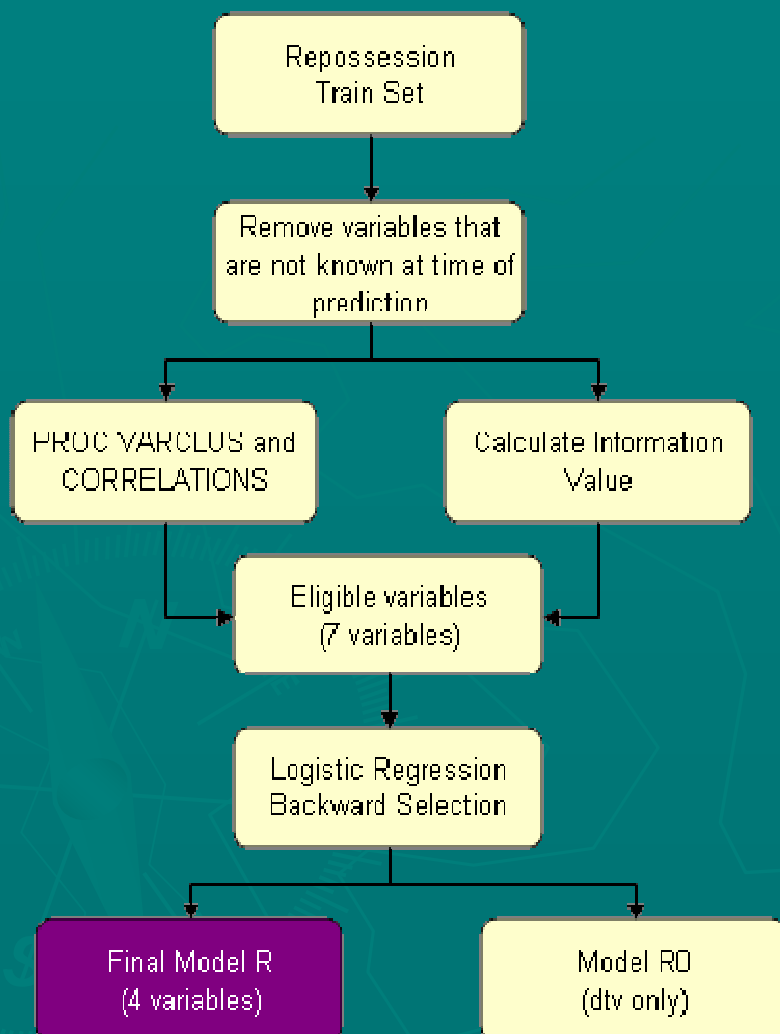 Repossession
Train Set
Remove variables that
are not known at time of
prediction
PROC VARCLUS and
CORRELATIONS
Calculate Information
Value
Eligible variables
(7 variables)
Logistic Regression
Backward Selection
Final Model R
(4 variables)
Model R0
(dtv only)